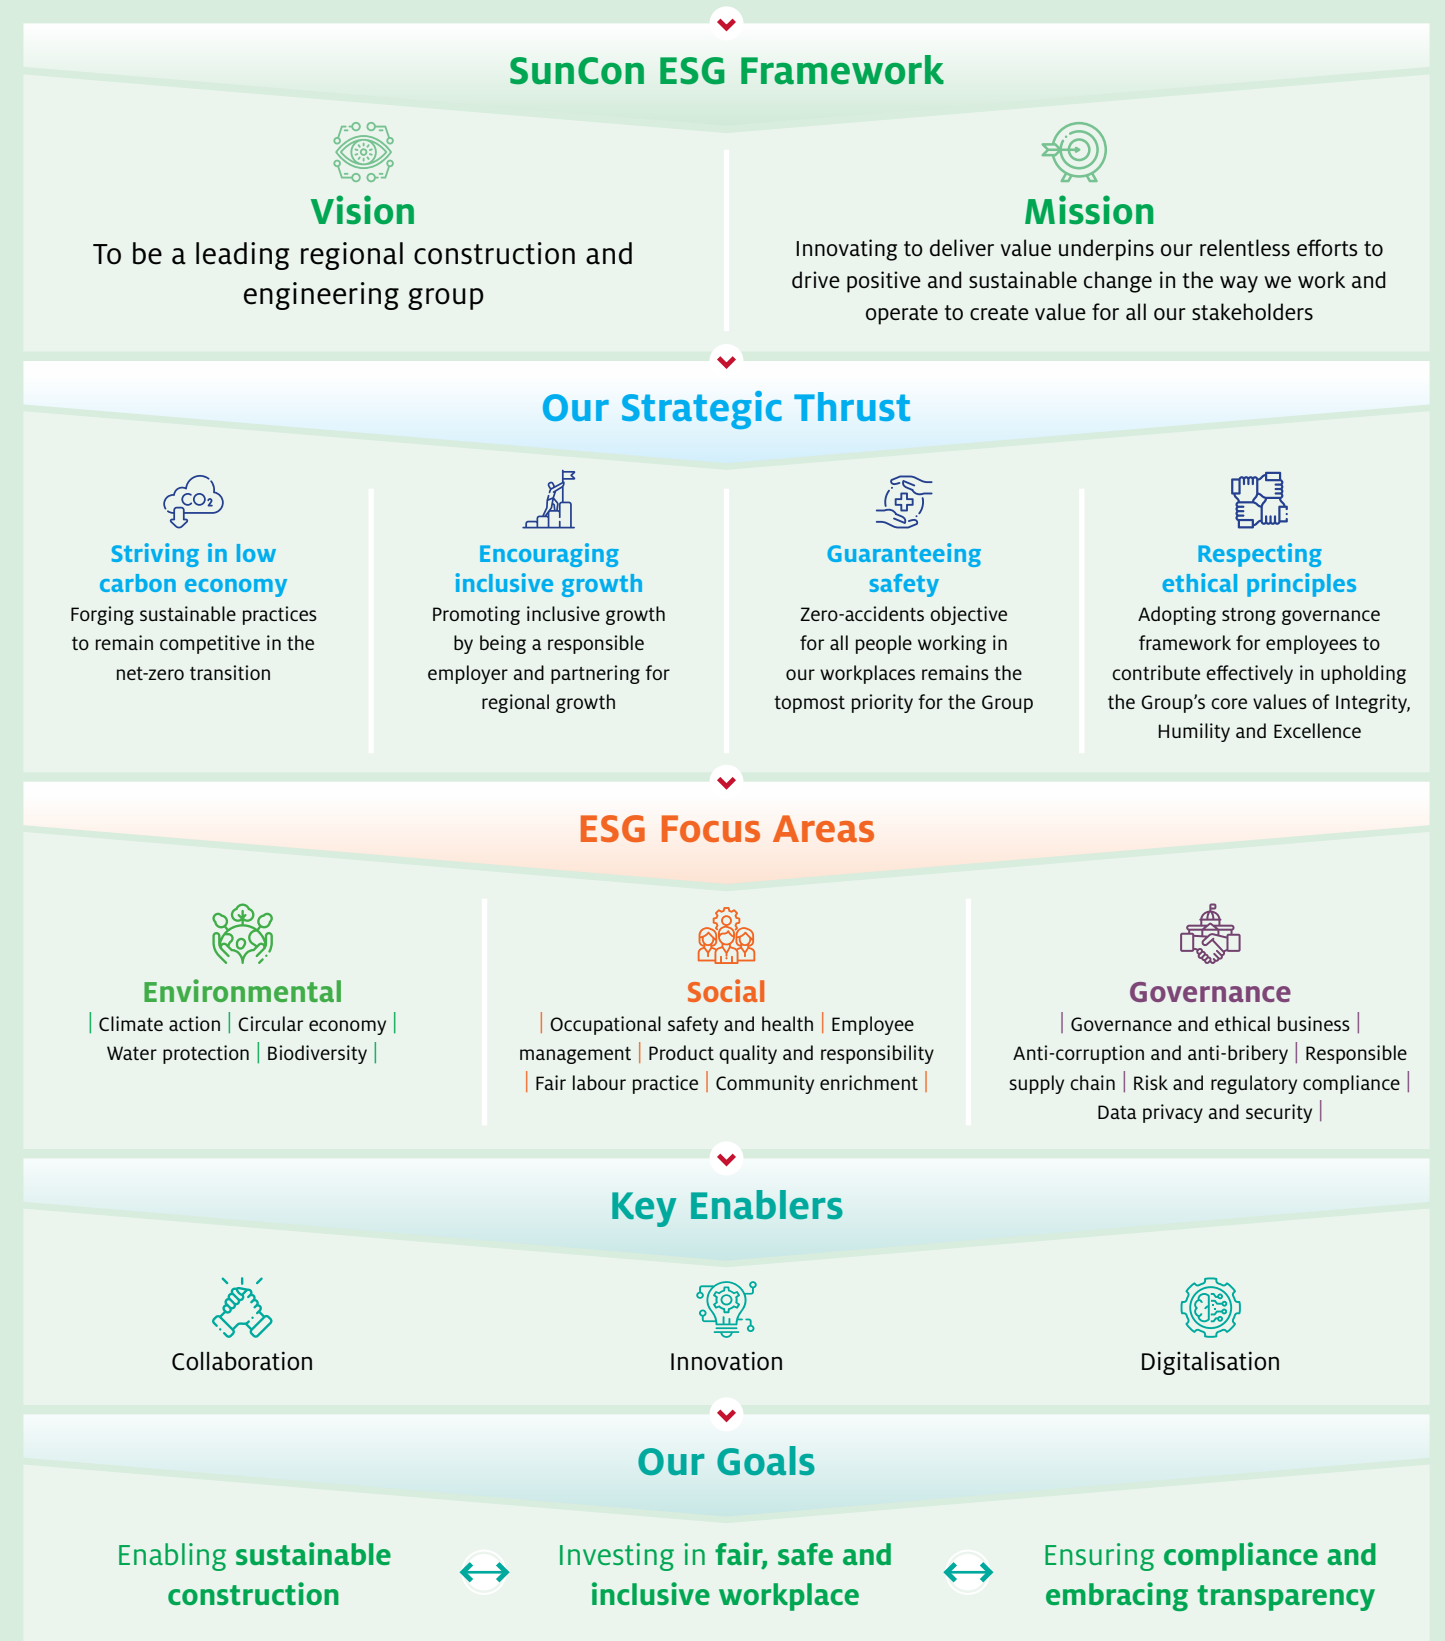 SunCon ESG Framework
Vision
To be a leading regional construction and
engineering group
Mission
Innovating to deliver value underpins our relentless efforts to
drive positive and sustainable change in the way we work and
operate to create value for all our stakeholders
Our Strategic Thrust
CO2
Striving in low
carbon economy
Forging sustainable practices
to remain competitive in the
net-zero transition
Encouraging
inclusive growth
Promoting inclusive growth
by being a responsible
employer and partnering for
regional growth
Guaranteeing
safety
Zero-accidents objective
for all people working in
our workplaces remains the
topmost priority for the Group
Respecting
ethical principles
Adopting strong governance
framework for employees to
contribute effectively in upholding
the Group's core values of Integrity,
Humility and Excellence
ESG Focus Areas
Environmental
| Climate action | Circular economy |
Water protection | Biodiversity |
Social
| Occupational safety and health | Employee
management | Product quality and responsibility
| Fair labour practice | Community enrichment |
Governance
| Governance and ethical business |
Anti-corruption and anti-bribery | Responsible
supply chain | Risk and regulatory compliance |
Data privacy and security |
Key Enablers
Collaboration
Innovation
Digitalisation
Our Goals
Enabling sustainable
construction
Investing in fair, safe and
inclusive workplace
Ensuring compliance and
embracing transparency